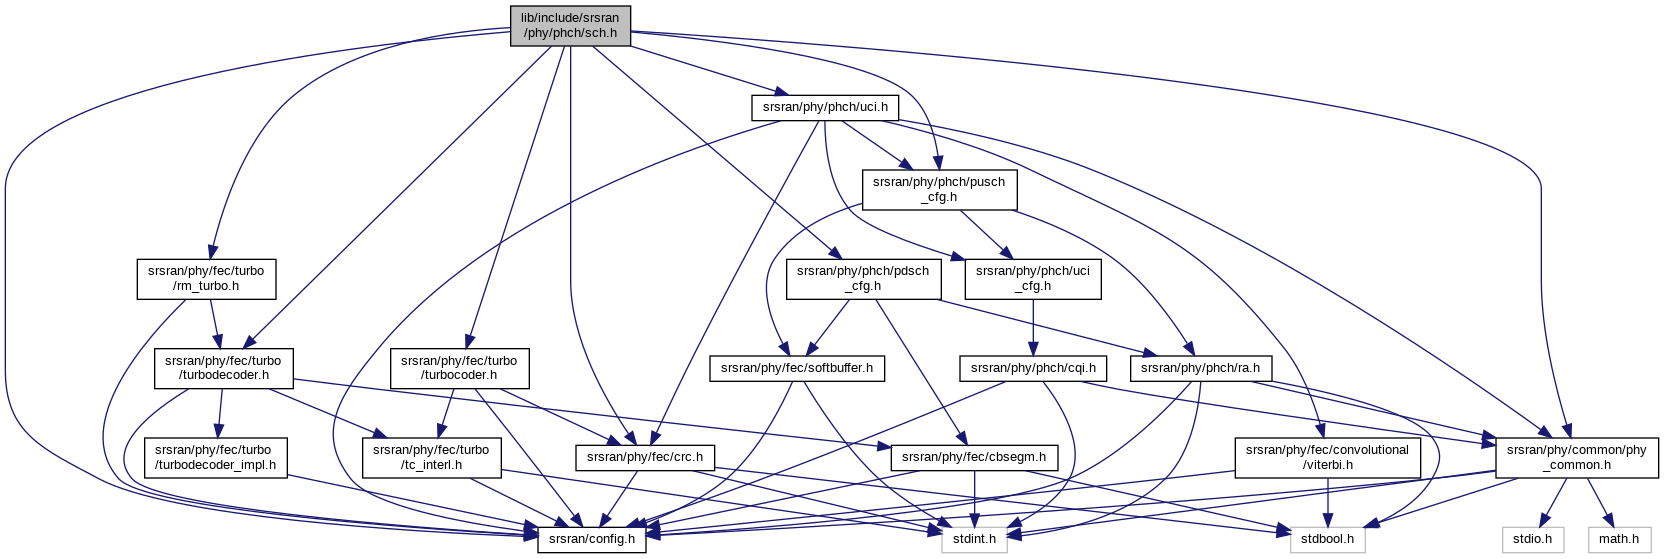 lib/include/srsran
/phy/phch/sch.h
srsran/phy/phch/uci.h
srsran/phy/phch/pusch
_cfg.h
srsran/phy/fec/turbo
/rm_turbo.h
srsran/phy/phch/pdsch
_cfg.h
srsran/phy/phch/uci
_cfg.h
srsran/phy/fec/turbo
/turbodecoder.h
srsran/phy/fec/turbo
/turbocoder.h
srsran/phy/fec/softbuffer.h
srsran/phy/phch/cqi.h
srsran/phy/phch/ra.h
srsran/phy/fec/turbo
/turbodecoder_impl.h
srsran/phy/fec/turbo
/tc_interl.h
srsran/phy/fec/crc.h
srsran/phy/fec/cbsegm.h
srsran/phy/fec/convolutional
/viterbi.h
srsran/phy/common/phy
_common.h
srsran/config.h
stdint.h
stdbool.h
stdio.h
math.h